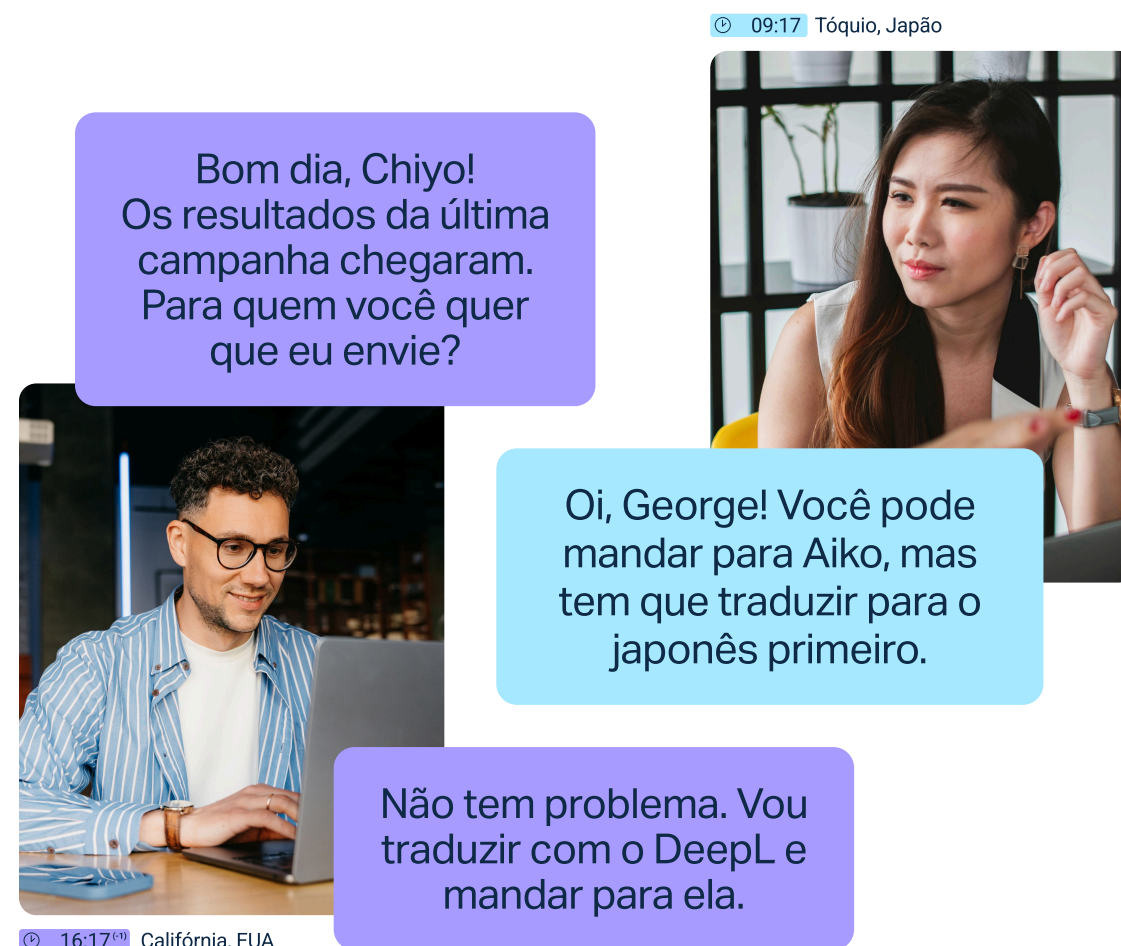 09:17 Tóquio, Japão
Bom dia, Chiyo!
Os resultados da última
campanha chegaram.
Para quem você quer
que eu envie?
Oi, George! Você pode
mandar para Aiko, mas
tem que traduzir para o
japonês primeiro.
Não tem problema. Vou
traduzir com o DeepL e
mandar para ela.
16:17(-1) Califórnia, EUA